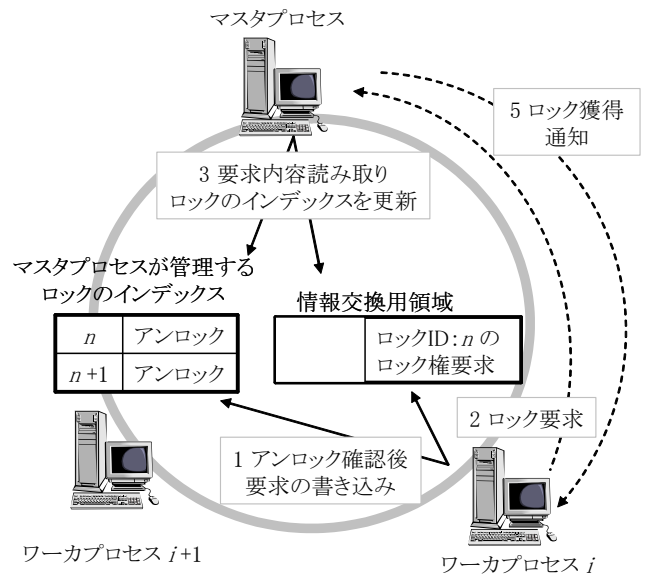 マスタプロセス
5 ロック獲得
通知
3 要求内容読み取り
ロックのインデックスを更新
マスタプロセスが管理する
ロックのインデックス
情報交換用領域
n アンロック
n+1 アンロック
ロックID:n の
ロック権要求
2 ロック要求
1 アンロック確認後
要求の書き込み
ワーカプロセス i+1
ワーカプロセス i